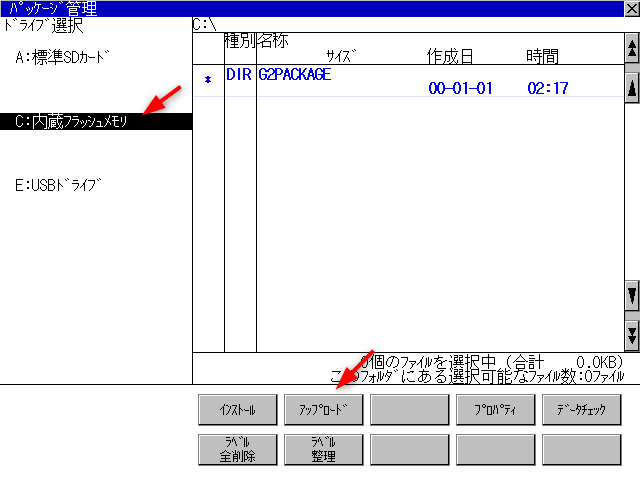 ﾊﾟｯｹｰｼﾞ管理
ﾄﾞﾗｲﾌﾞ選択
A:標準SDｶｰﾄﾞ
C:内蔵ﾌﾗｯｼｭﾒﾓﾘ
E:USBﾄﾞﾗｲﾌﾞ
C:\
種別 名称
ｻｲｽﾞ 作成日 時間
* DIR G2PACKAGE
00-01-01 02:17
0個のﾌｧｲﾙを選択中 (合計 0.0KB)
このﾌｫﾙﾀﾞにある選択可能なﾌｧｲﾙ数:0ﾌｧｲﾙ
ｲﾝｽﾄｰﾙ ｱｯﾌﾟﾛｰﾄﾞ ﾌﾟﾛﾊﾟﾃｨ ﾃﾞｰﾀﾁｪｯｸ
ﾗﾍﾞﾙ ﾗﾍﾞﾙ
全削除 整理